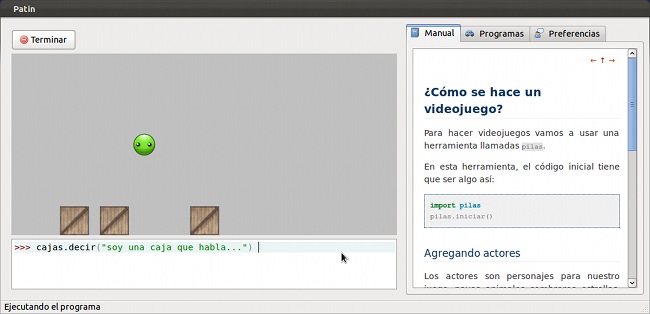 Patin
Terminar
>>> cajas.decir("soy una caja que habla...")
Manual
Programas
Preferencias
← ↑ →
¿Cómo se hace un
videojuego?
Para hacer videojuegos vamos a usar una
herramienta llamadas pilas.
En esta herramienta, el código inicial tiene
que ser algo así:
import pilas
pilas.iniciar()
Agregando actores
Los actores son personajes para nuestro
Ejecutando el programa